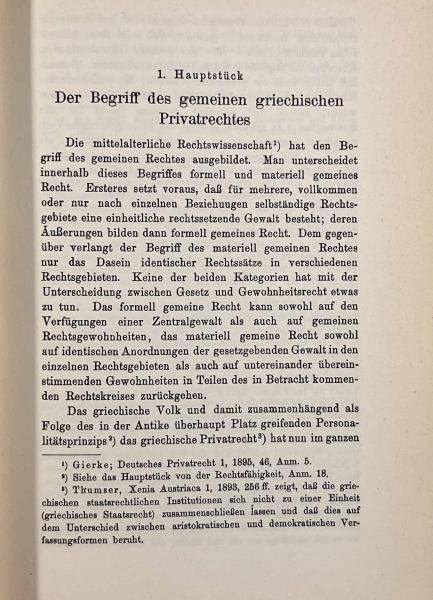 1. Hauptstück
Der Begriff des gemeinen griechischen
Privatrechtes
Die mittelalterliche Rechtswissenschaft¹) hat den Be-
griff des gemeinen Rechtes ausgebildet. Man unterscheidet
innerhalb dieses Begriffes formell und materiell gemeines
Recht. Ersteres setzt voraus, daß für mehrere, vollkommen
oder nur nach einzelnen Beziehuugen selbständige Rechts-
gebiete eine einheitliche rechtssetzende Gewalt besteht; deren
Äußerungen bilden dann formell gemeines Recht. Dem gegen-
über verlangt der Begriff des materiell gemeinen Rechtes
nur das Dasein identischer Rechtssätze in verschiedenen
Rechtsgebieten. Keine der beiden Kategorien hat mit der
Unterscheidung zwischen Gesetz und Gewohnheitsrecht etwas
zu tun. Das formell gemeine Recht kann sowohl auf den
Verfügungen einer Zentralgewalt als auch auf gemeinen
Rechtsgewohnheiten, das materiell gemeine Recht sowohl
auf identischen Anordnungen der gesetzgebenden Gewalt in den
einzelnen Rechtsgebieten als auch auf untereinander überein-
stimmenden Gewohnheiten in Teilen des in Betracht kommen-
den Rechtskreises zurückgehen.
Das griechische Volk und damit zusammenhängend als
Folge des in der Antike überhaupt Platz greifenden Persona-
litätsprinzips²) das griechische Privatrecht³) hat nun im ganzen
¹) Gierke; Deutsches Privatrecht 1, 1895, 46, Anm. 5.
²) Siehe das Hauptstück von der Rechtsfähigkeit, Anm. 18.
³) Thumser, Xenia Austriaca 1, 1893, 256 ff. zeigt, daß die grie-
chischen staatsrechtlichen Institutionen sich nicht zu einer Einheit
(griechisches Staatsrecht) zusammenschließen lassen und daß dies auf
dem Unterschied zwischen aristokratischen und demokratischen Ver-
fassungsformen beruht.